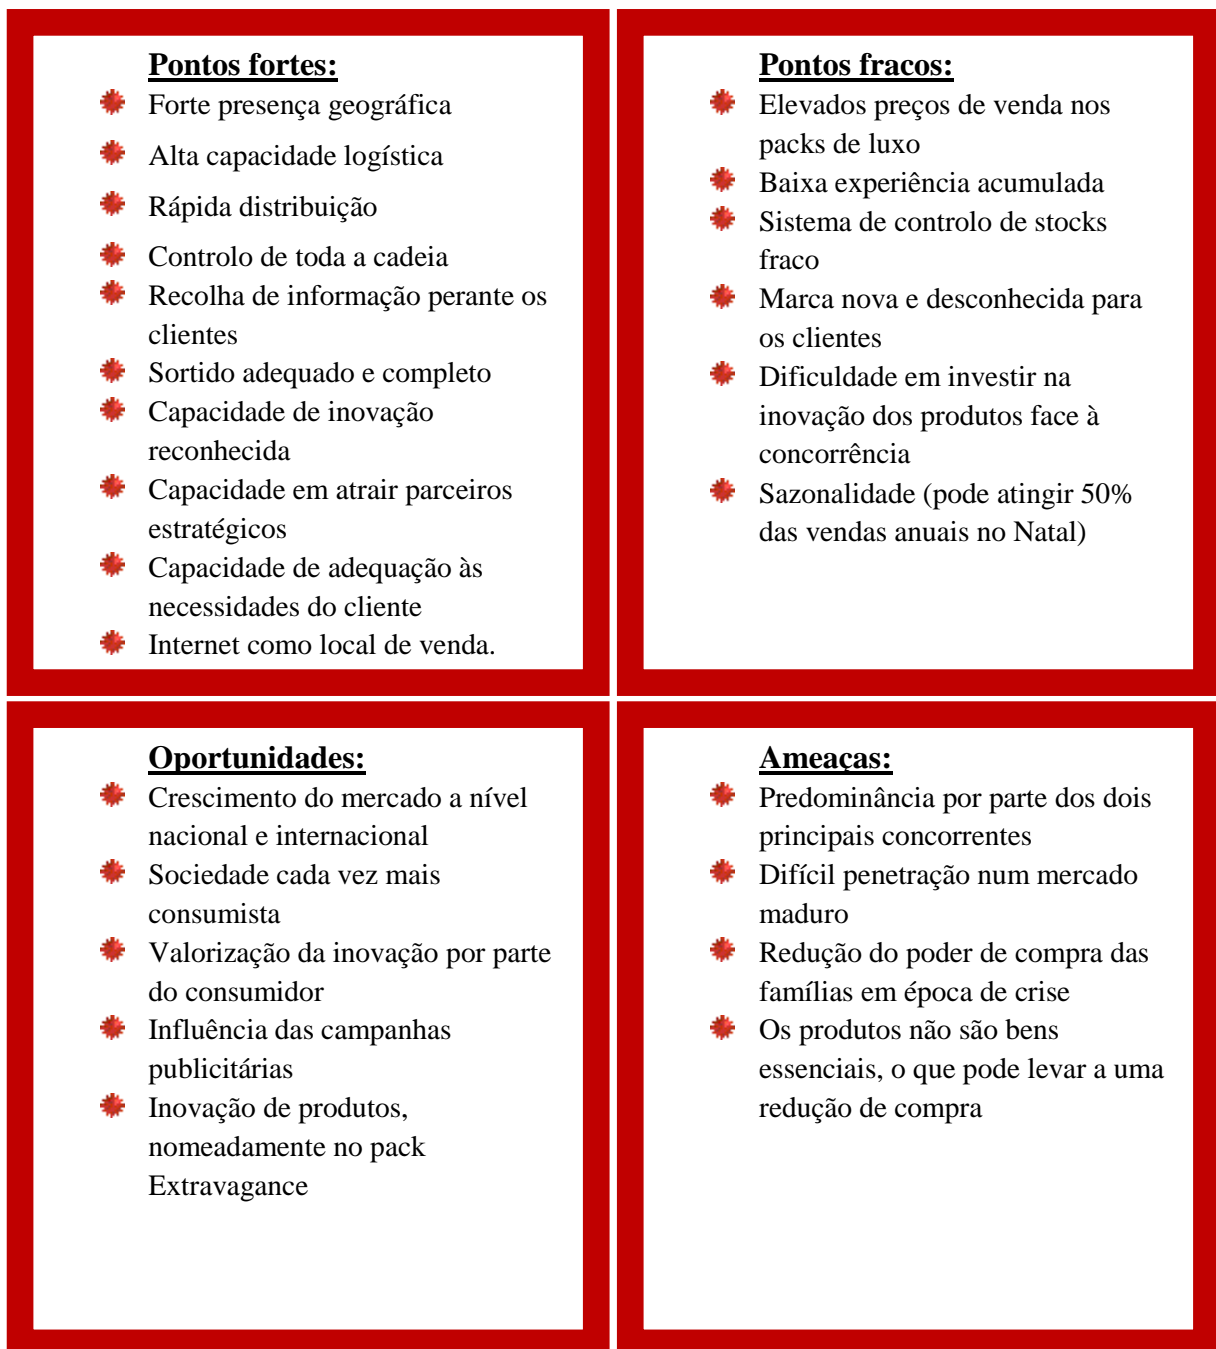 Pontos fortes:
Forte presença geográfica
Alta capacidade logística
Rápida distribuição
Controlo de toda a cadeia
Recolha de informação perante os
clientes
Sortido adequado e completo
Capacidade de inovação
reconhecida
Capacidade em atrair parceiros
estratégicos
Capacidade de adequação às
necessidades do cliente
Internet como local de venda.
Pontos fracos:
Elevados preços de venda nos
packs de luxo
Baixa experiência acumulada
Sistema de controlo de stocks
fraco
Marca nova e desconhecida para
os clientes
Dificuldade em investir na
inovação dos produtos face à
concorrência
Sazonalidade (pode atingir 50%
das vendas anuais no Natal)
Oportunidades:
Crescimento do mercado a nível
nacional e internacional
Sociedade cada vez mais
consumista
Valorização da inovação por parte
do consumidor
Influência das campanhas
publicitárias
Inovação de produtos,
nomeadamente no pack
Extravagance
Ameaças:
Predominância por parte dos dois
principais concorrentes
Difícil penetração num mercado
maduro
Redução do poder de compra das
famílias em época de crise
Os produtos não são bens
essenciais, o que pode levar a uma
redução de compra